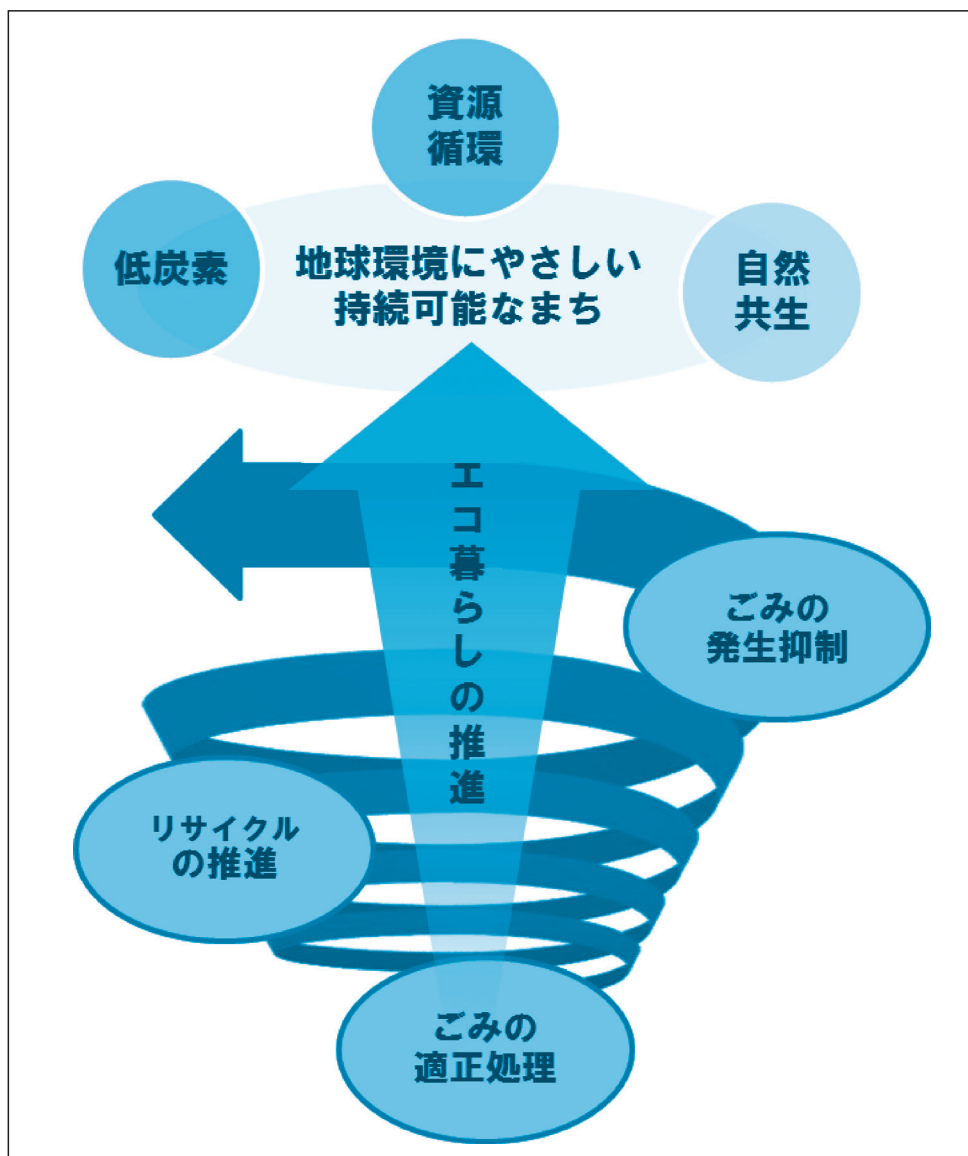 資源
循環
低炭素
地球環境にやさしい
持続可能なまち
自然
共生
エコ暮らしの推進
ごみの
発生抑制
リサイクル
の推進
ごみの
適正処理